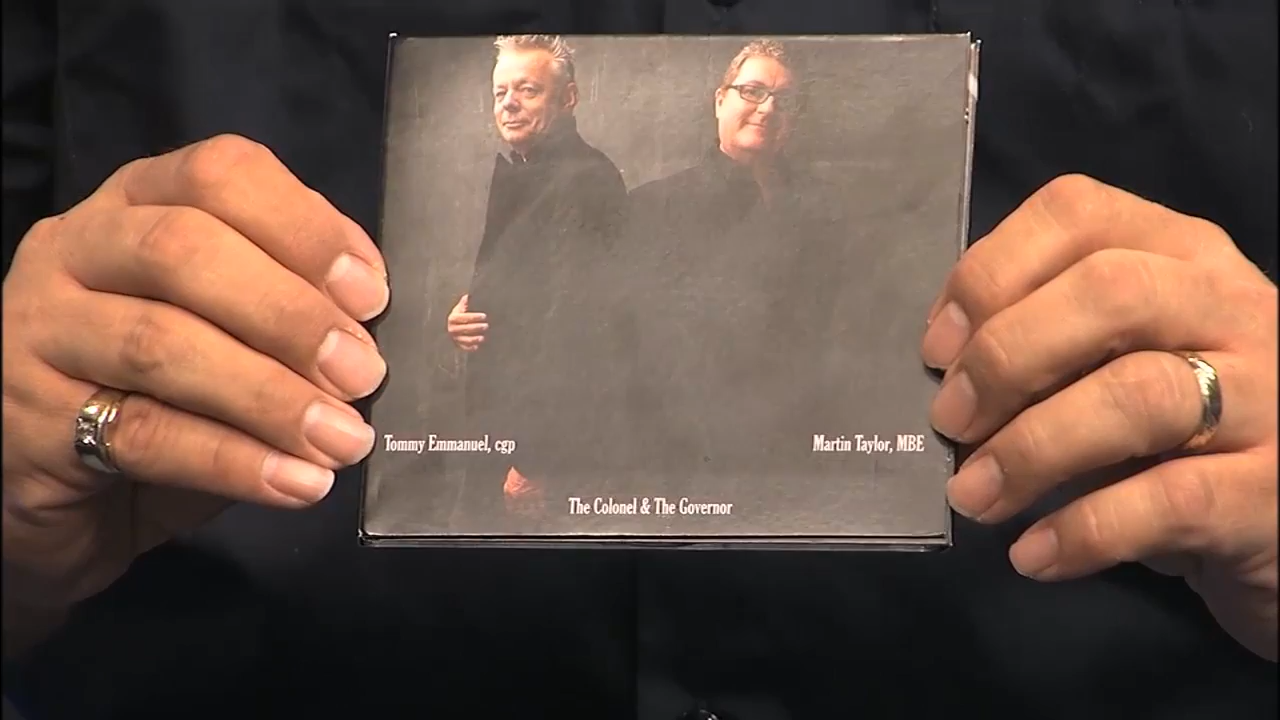 Tommy Emmanuel, cgp
Martin Taylor, MBE
The Colonel & The Governor